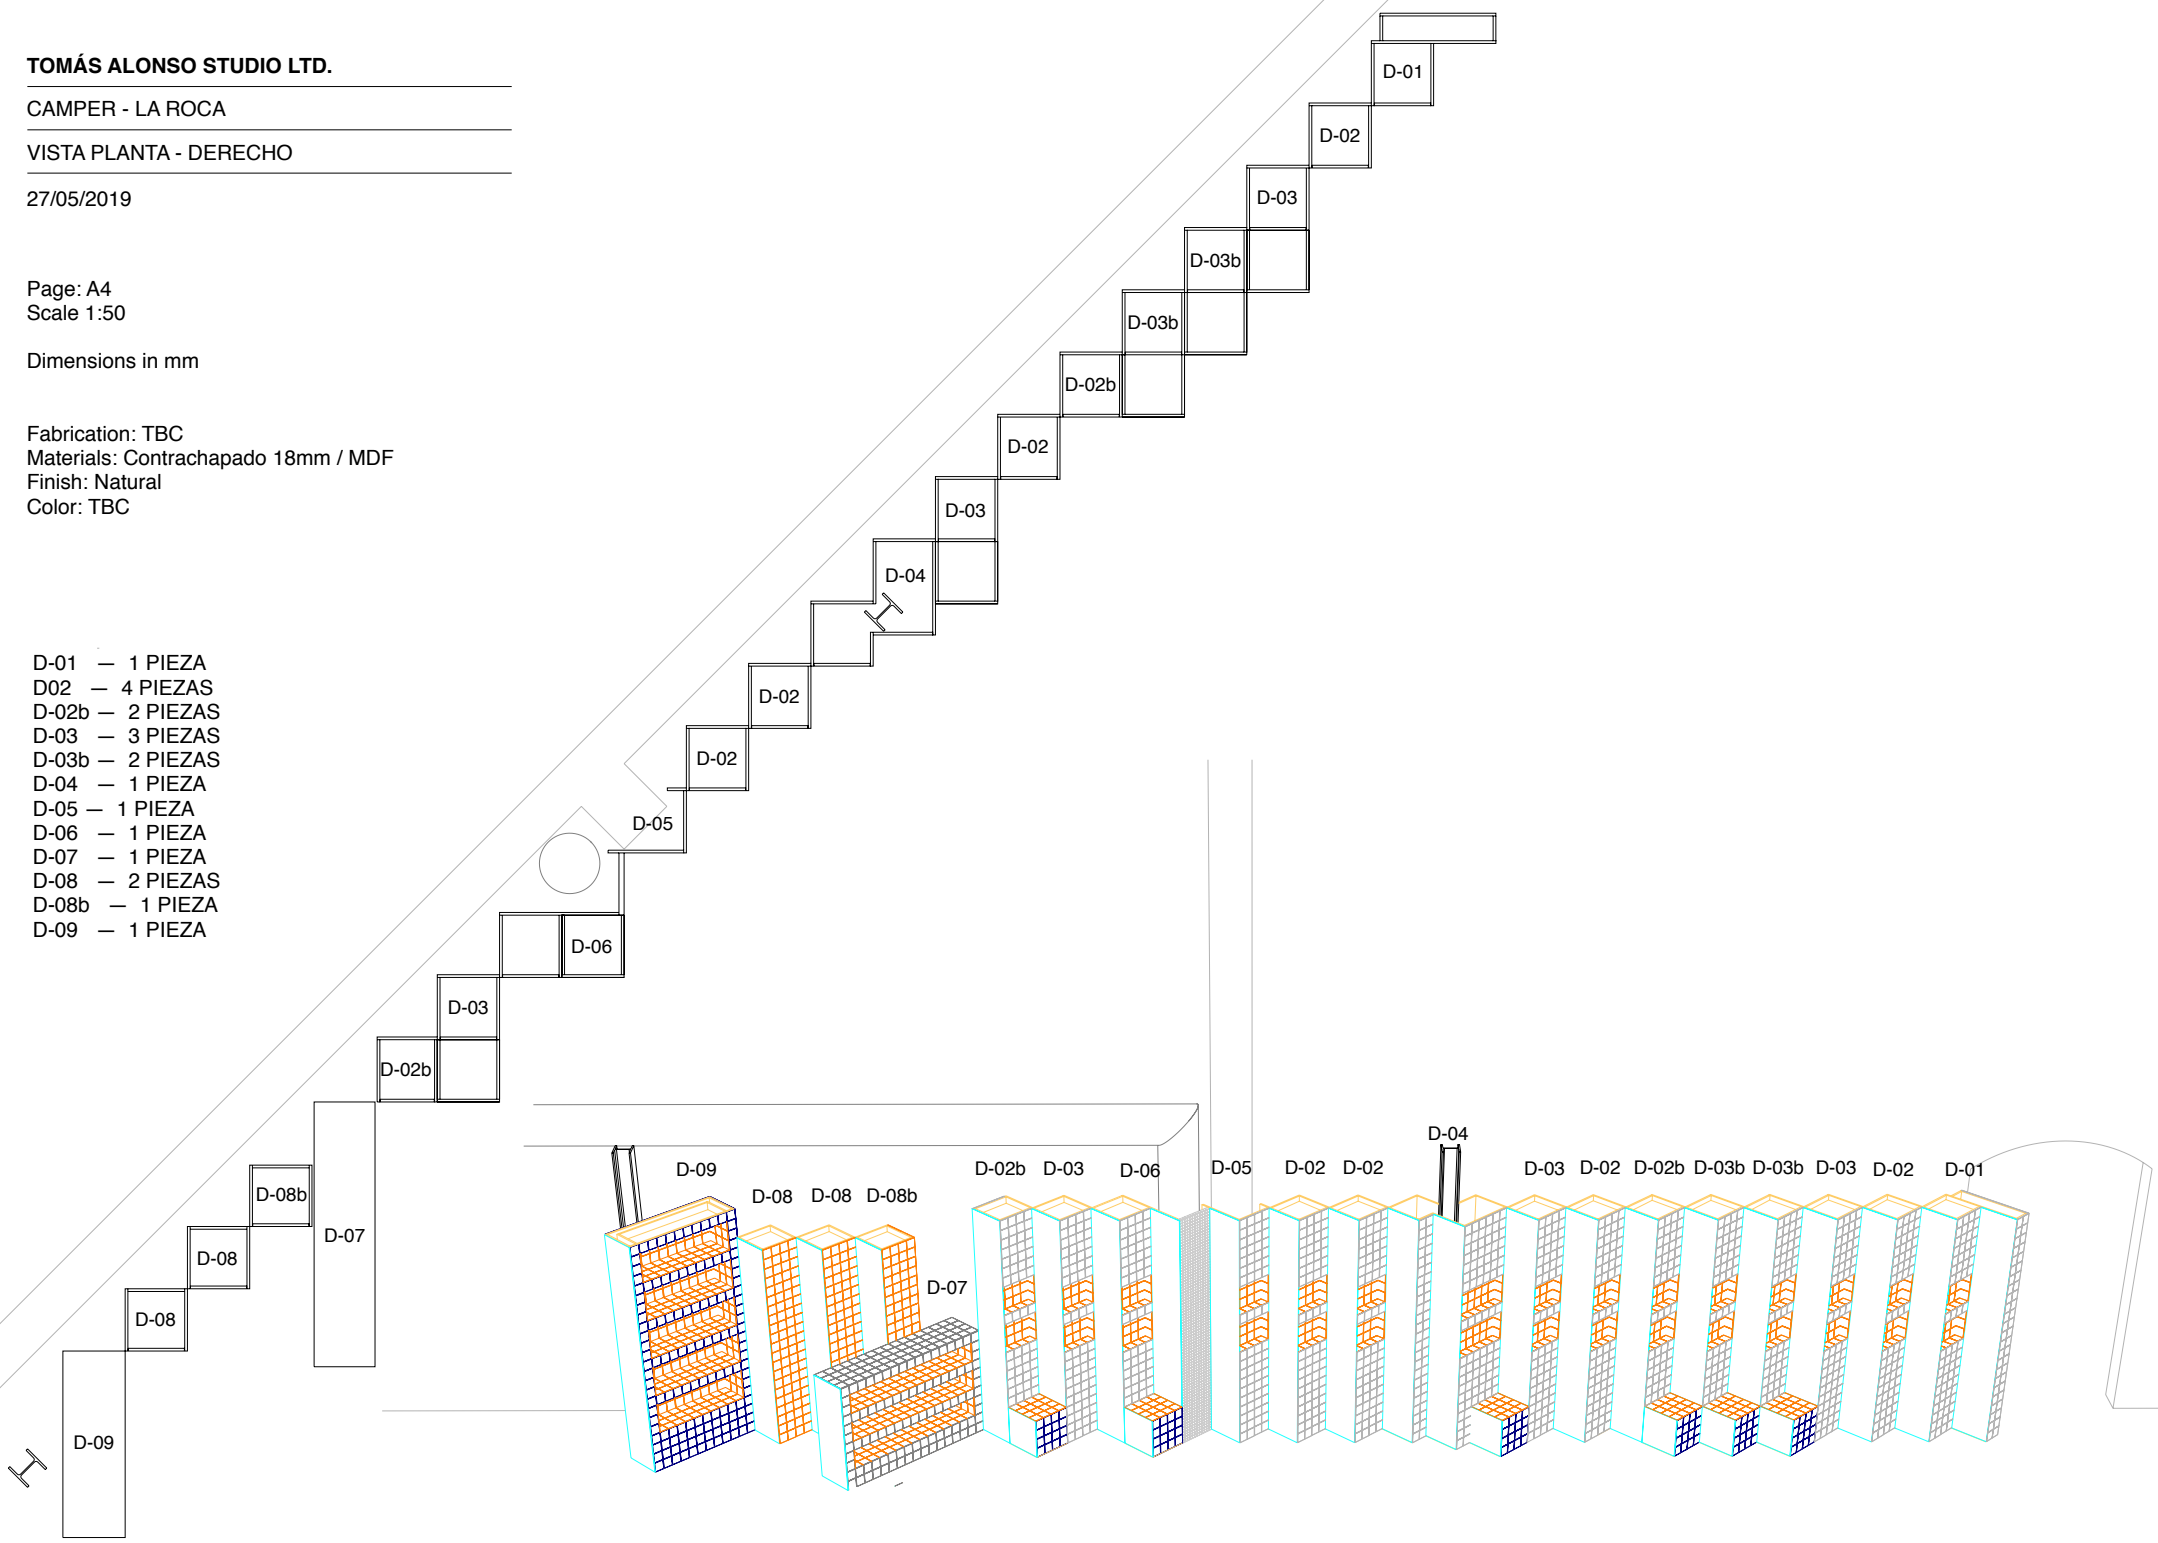 TOMÁS ALONSO STUDIO LTD.
CAMPER - LA ROCA
VISTA PLANTA - DERECHO
27/05/2019
Page: A4
Scale 1:50
Dimensions in mm
Fabrication: TBC
Materials: Contrachapado 18mm / MDF
Finish: Natural
Color: TBC
D-01 — 1 PIEZA
D02 — 4 PIEZAS
D-02b — 2 PIEZAS
D-03 — 3 PIEZAS
D-03b — 2 PIEZAS
D-04 — 1 PIEZA
D-05 — 1 PIEZA
D-06 — 1 PIEZA
D-07 — 1 PIEZA
D-08 — 2 PIEZAS
D-08b — 1 PIEZA
D-09 — 1 PIEZA
D-01
D-02
D-03
D-03b
D-03b
D-02b
D-02
D-03
D-04
D-02
D-02
D-05
D-06
D-03
D-02b
D-08b
D-07
D-08
D-08
D-09
D-04
D-09
D-02b D-03 D-06 D-05 D-02 D-02 D-03 D-02 D-02b D-03b D-03b D-03 D-02 D-01
D-08 D-08 D-08b
D-07